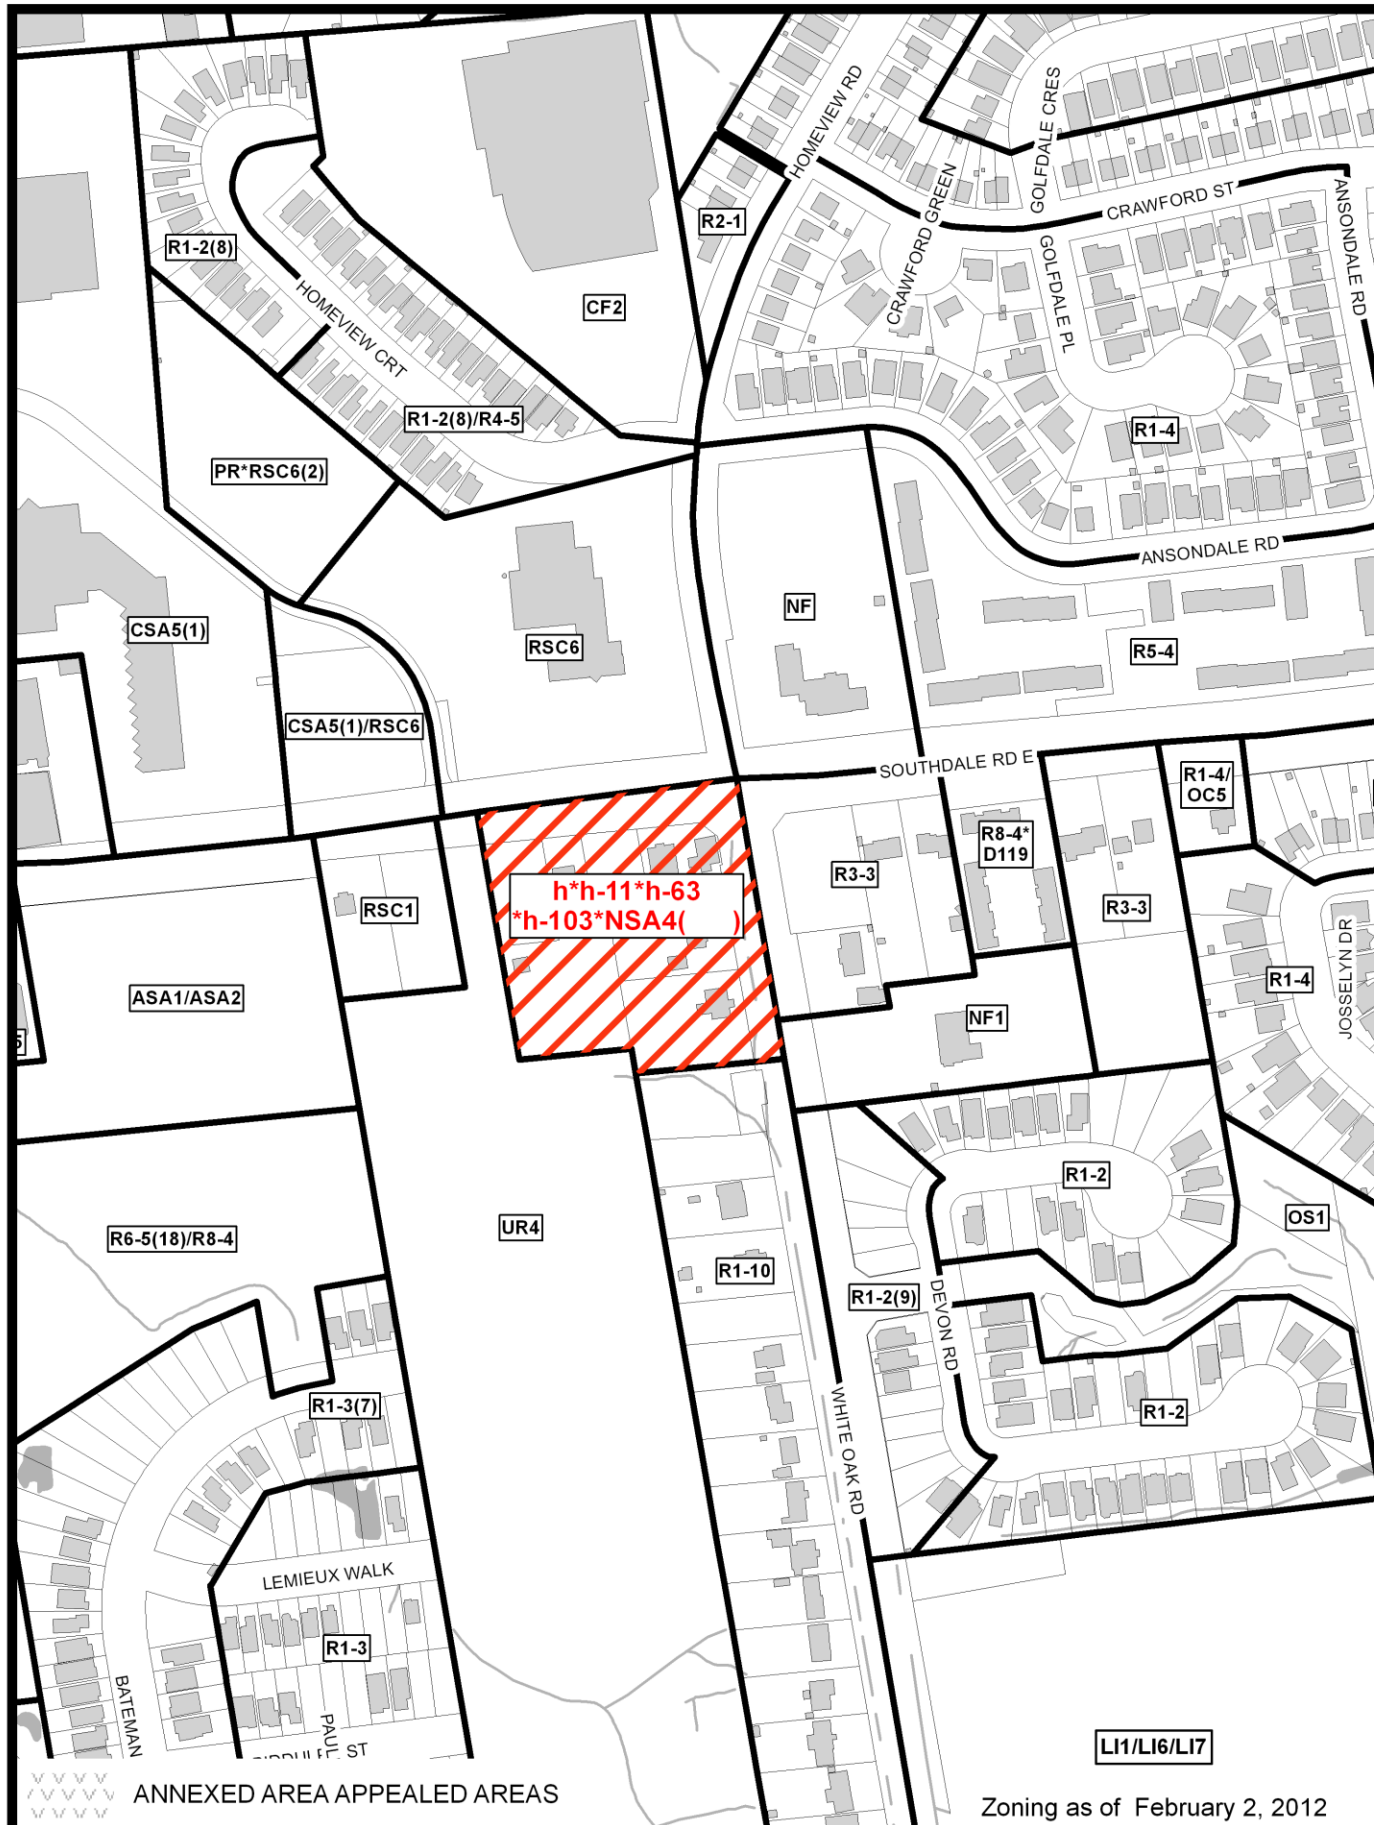 HOMEVIEW RD
GOLFDALE CRES
R2-1
CRAWFORD GREEN
CRAWFORD ST
ANSONDALE RD
R1-2(8)
HOMEVIEW CRT
CF2
GOLFDALE PL
R1-2(8)/R4-5
R1-4
PR*RSC6(2)
ANSONDALE RD
NF
CSA5(1)
RSC6
R5-4
CSA5(1)/RSC6
SOUTHDALE RD E
R1-4/
OC5
R8-4*
D119
R3-3
h*h-11*h-63
*h-103*NSA4( )
RSC1
R3-3
ASA1/ASA2
R1-4
JOSSELYN DR
NF1
R1-2
OS1
R6-5(18)/R8-4
UR4
R1-10
R1-2(9)
DEVON RD
R1-3(7)
WHITE OAK RD
R1-2
LEMIEUX WALK
R1-3
BATEMAN
PAUL
ST
LI1/LI6/LI7
ANNEXED AREA APPEALED AREAS
Zoning as of February 2, 2012